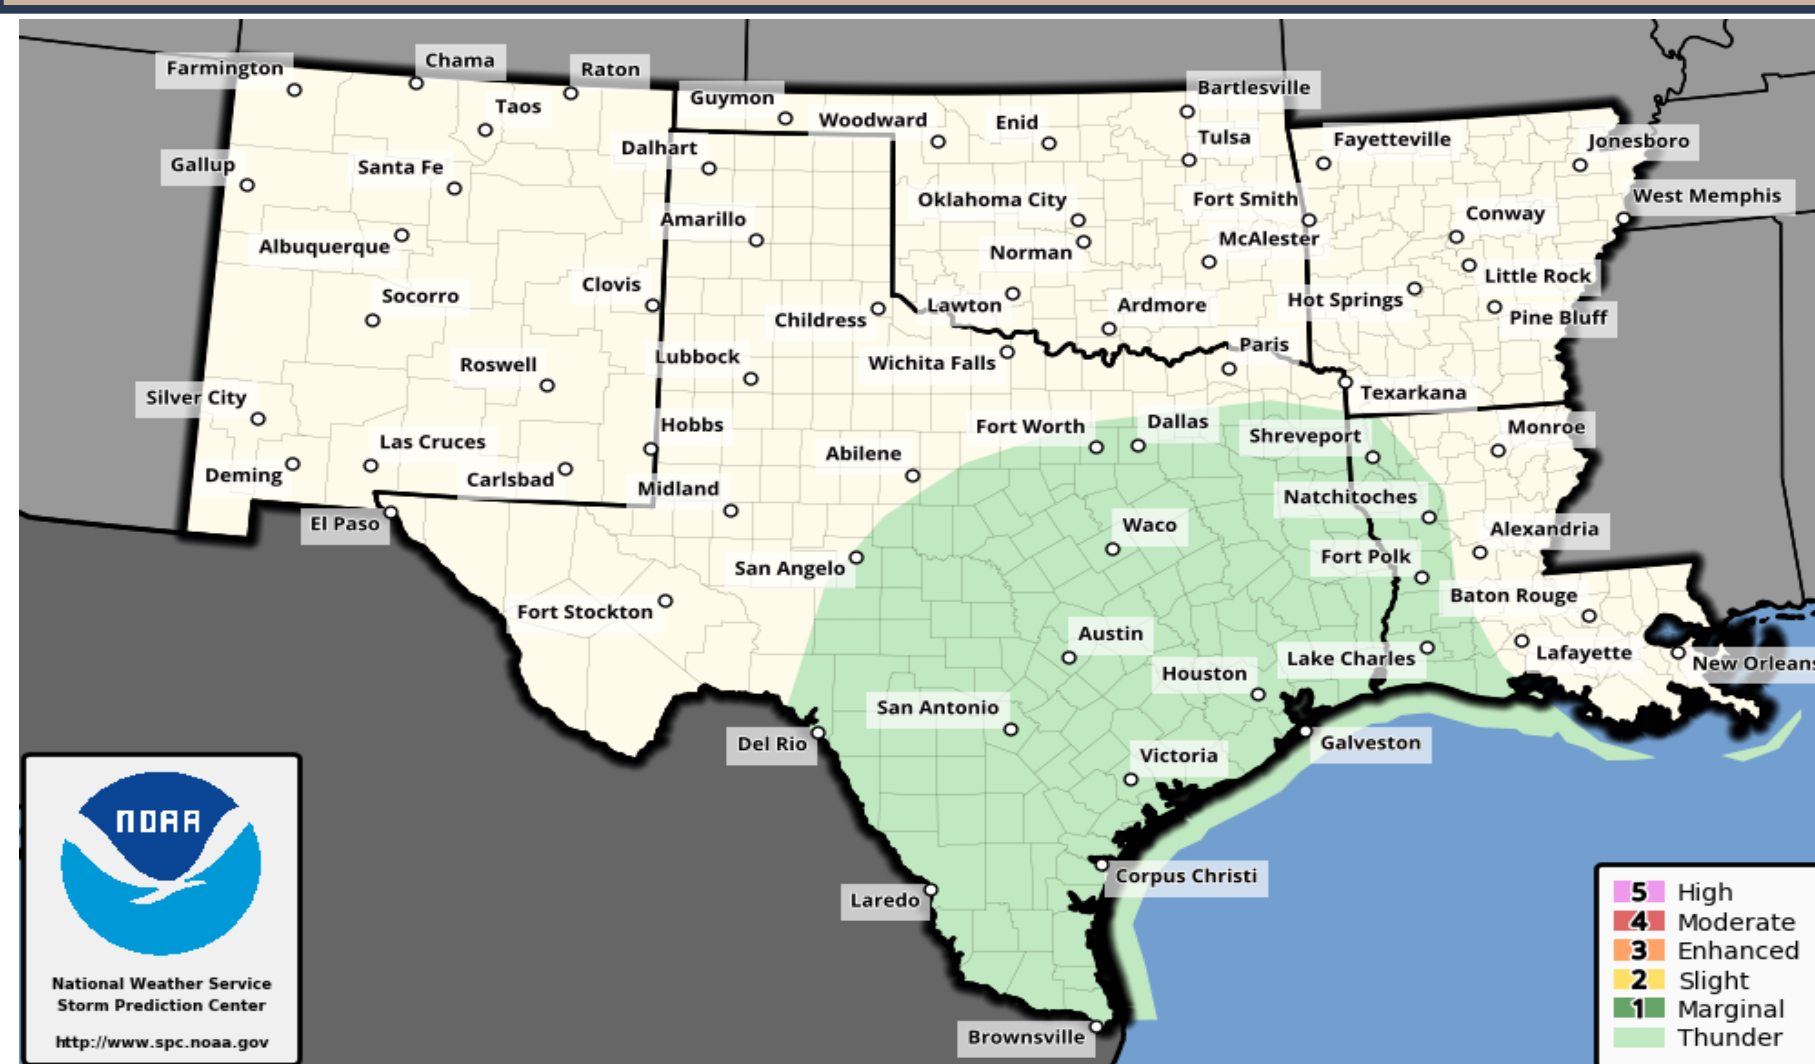 Farmington
Chama
Raton
Guymon
Bartlesville
Taos
Woodward
Enid
Tulsa
Fayetteville
Jonesboro
Gallup
Santa Fe
Dalhart
Oklahoma City
Fort Smith
West Memphis
Amarillo
Conway
Albuquerque
Norman
McAlester
Little Rock
Socorro
Clovis
Childress
Lawton
Ardmore
Hot Springs
Pine Bluff
Roswell
Lubbock
Wichita Falls
Paris
Texarkana
Silver City
Hobbs
Fort Worth
Dallas
Shreveport
Monroe
Las Cruces
Abilene
Deming
Carlsbad
Midland
Natchitoches
El Paso
Waco
Alexandria
San Angelo
Fort Polk
Fort Stockton
Baton Rouge
Austin
Lake Charles
Lafayette
New Orleans
Houston
San Antonio
Del Rio
Galveston
Victoria
Corpus Christi
Laredo
Brownsville
NOAA
National Weather Service
Storm Prediction Center
http://www.spc.noaa.gov
5 High
4 Moderate
3 Enhanced
2 Slight
1 Marginal
Thunder